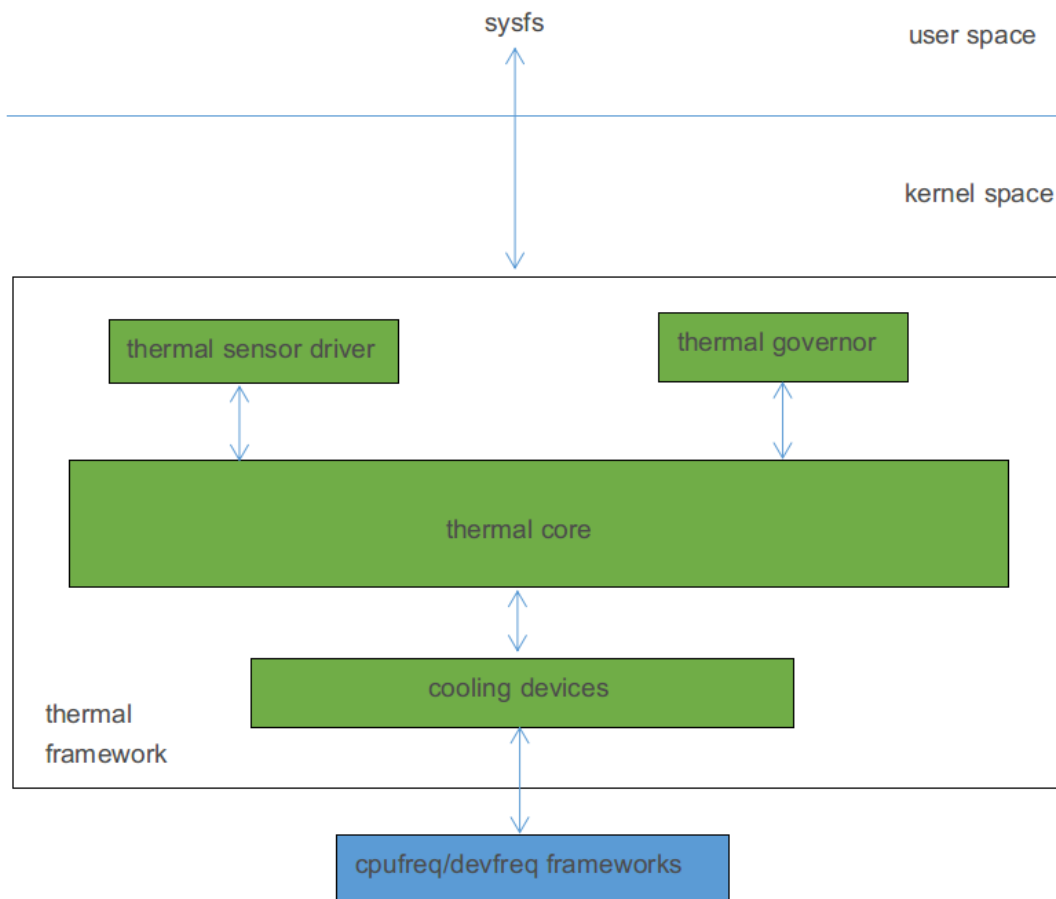 sysfs
user space
kernel space
thermal sensor driver
thermal governor
thermal core
cooling devices
thermal
framework
cpufreq/devfreq frameworks